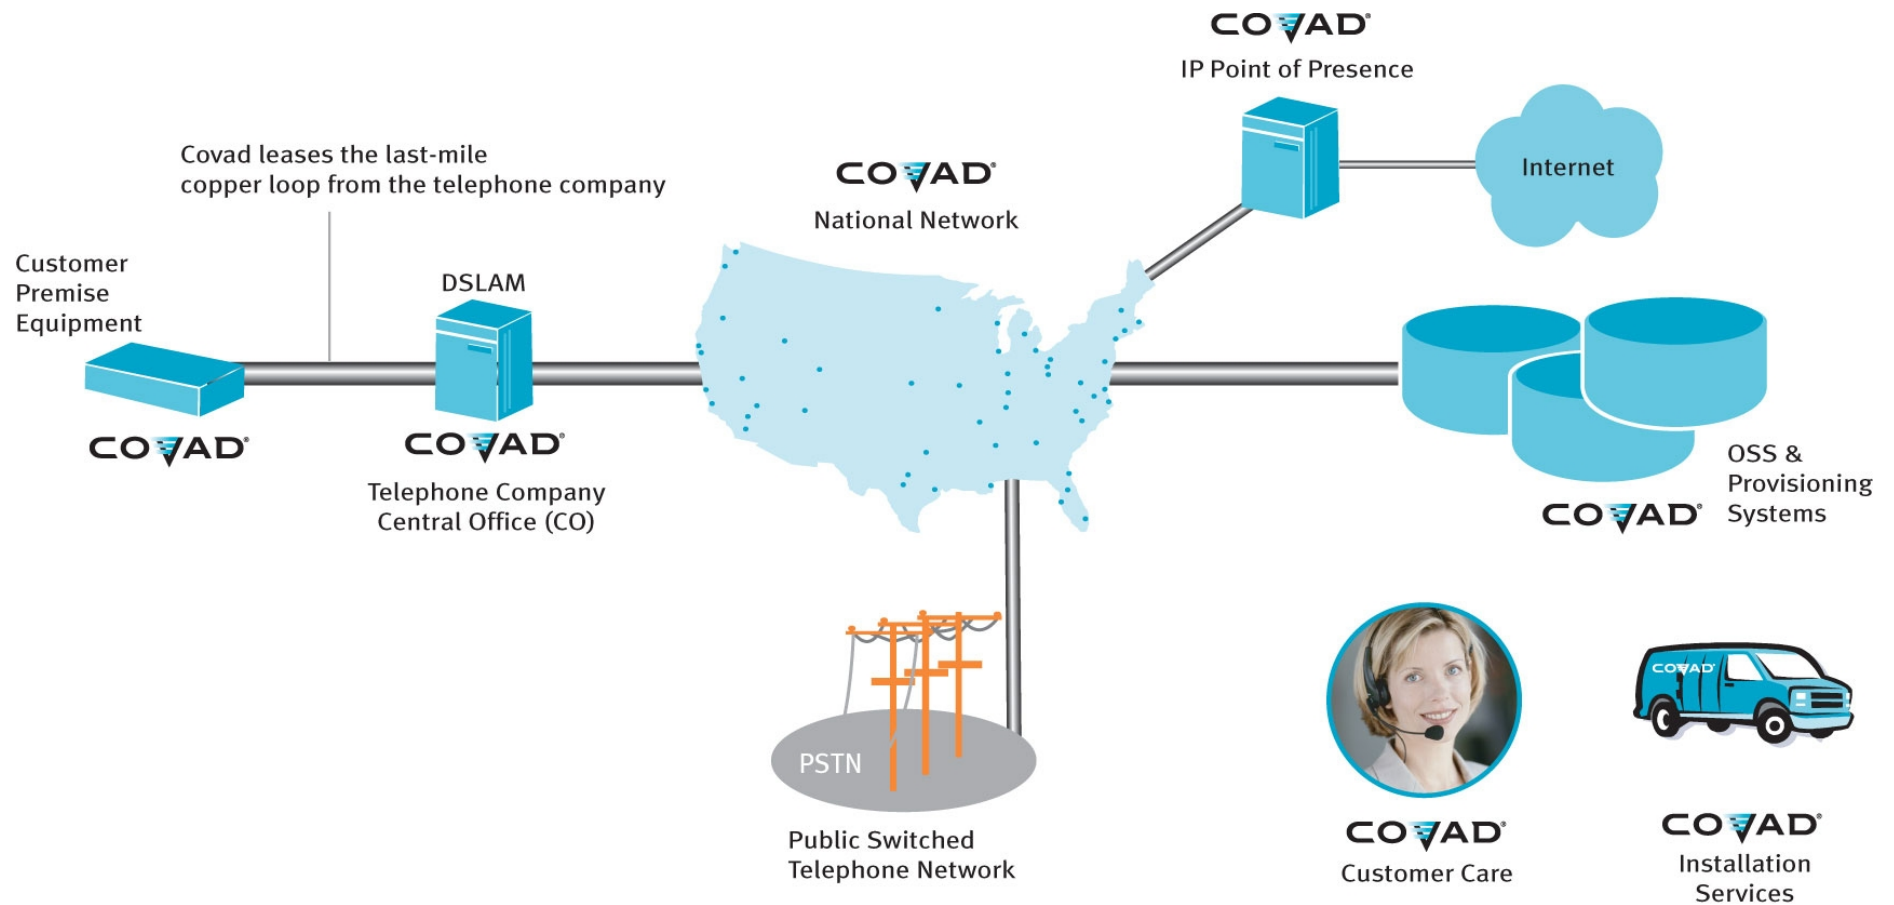 COVAD®
IP Point of Presence
Internet
Covad leases the last-mile
copper loop from the telephone company
COVAD®
National Network
Customer
Premise
Equipment
COVAD®
DSLAM
COVAD®
Telephone Company
Central Office (CO)
OSS &
Provisioning
Systems
COVAD®
PSTN
Public Switched
Telephone Network
COVAD®
Customer Care
COVAD
COVAD®
Installation
Services